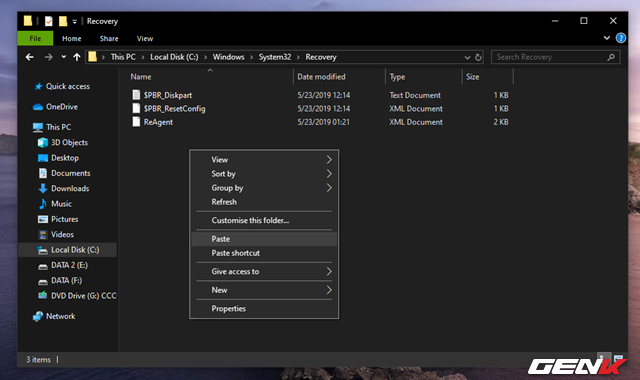 Recovery
File
Home
Share
View
This PC > Local Disk (C:) > Windows > System32 > Recovery
Search Recovery
Name Date modified Type Size
Quick access
OneDrive
This PC
3D Objects
Desktop
Documents
Downloads
Music
Pictures
Videos
Local Disk (C:)
DATA 2 (E:)
DATA (F:)
DVD Drive (G:) CCC
Network
$PBR_Diskpart 5/23/2019 12:14 Text Document 1 KB
$PBR_ResetConfig 5/23/2019 12:14 XML Document 1 KB
ReAgent 5/23/2019 01:21 XML Document 2 KB
View
Sort by
Group by
Refresh
Customise this folder...
Paste
Paste shortcut
Give access to
New
Properties
3 items
GENK